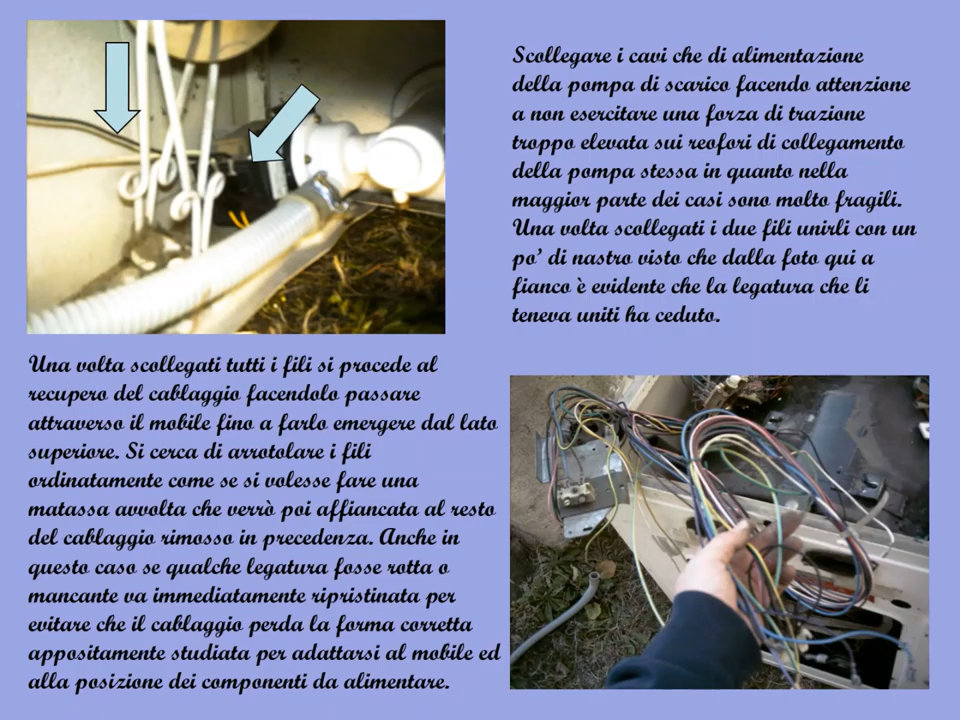 Scollegare i cavi che di alimentazione
della pompa di scarico facendo attenzione
a non esercitare una forza di trazione
troppo elevata sui reofori di collegamento
della pompa stessa in quanto nella
maggior parte dei casi sono molto fragili.
Una volta scollegati i due fili unirli con un
po' di nastro visto che dalla foto qui a
fianco è evidente che la legatura che li
teneva uniti ha ceduto.
Una volta scollegati tutti i fili si procede al
recupero del cablaggio facendolo passare
attraverso il mobile fino a farlo emergere dal lato
superiore. Si cerca di arrotolare i fili
ordinatamente come se si volesse fare una
matassa avvolta che verrò poi affiancata al resto
del cablaggio rimosso in precedenza. Anche in
questo caso se qualche legatura fosse rotta o
mancante va immediatamente ripristinata per
evitare che il cablaggio perda la forma corretta
appositamente studiata per adattarsi al mobile ed
alla posizione dei componenti da alimentare.